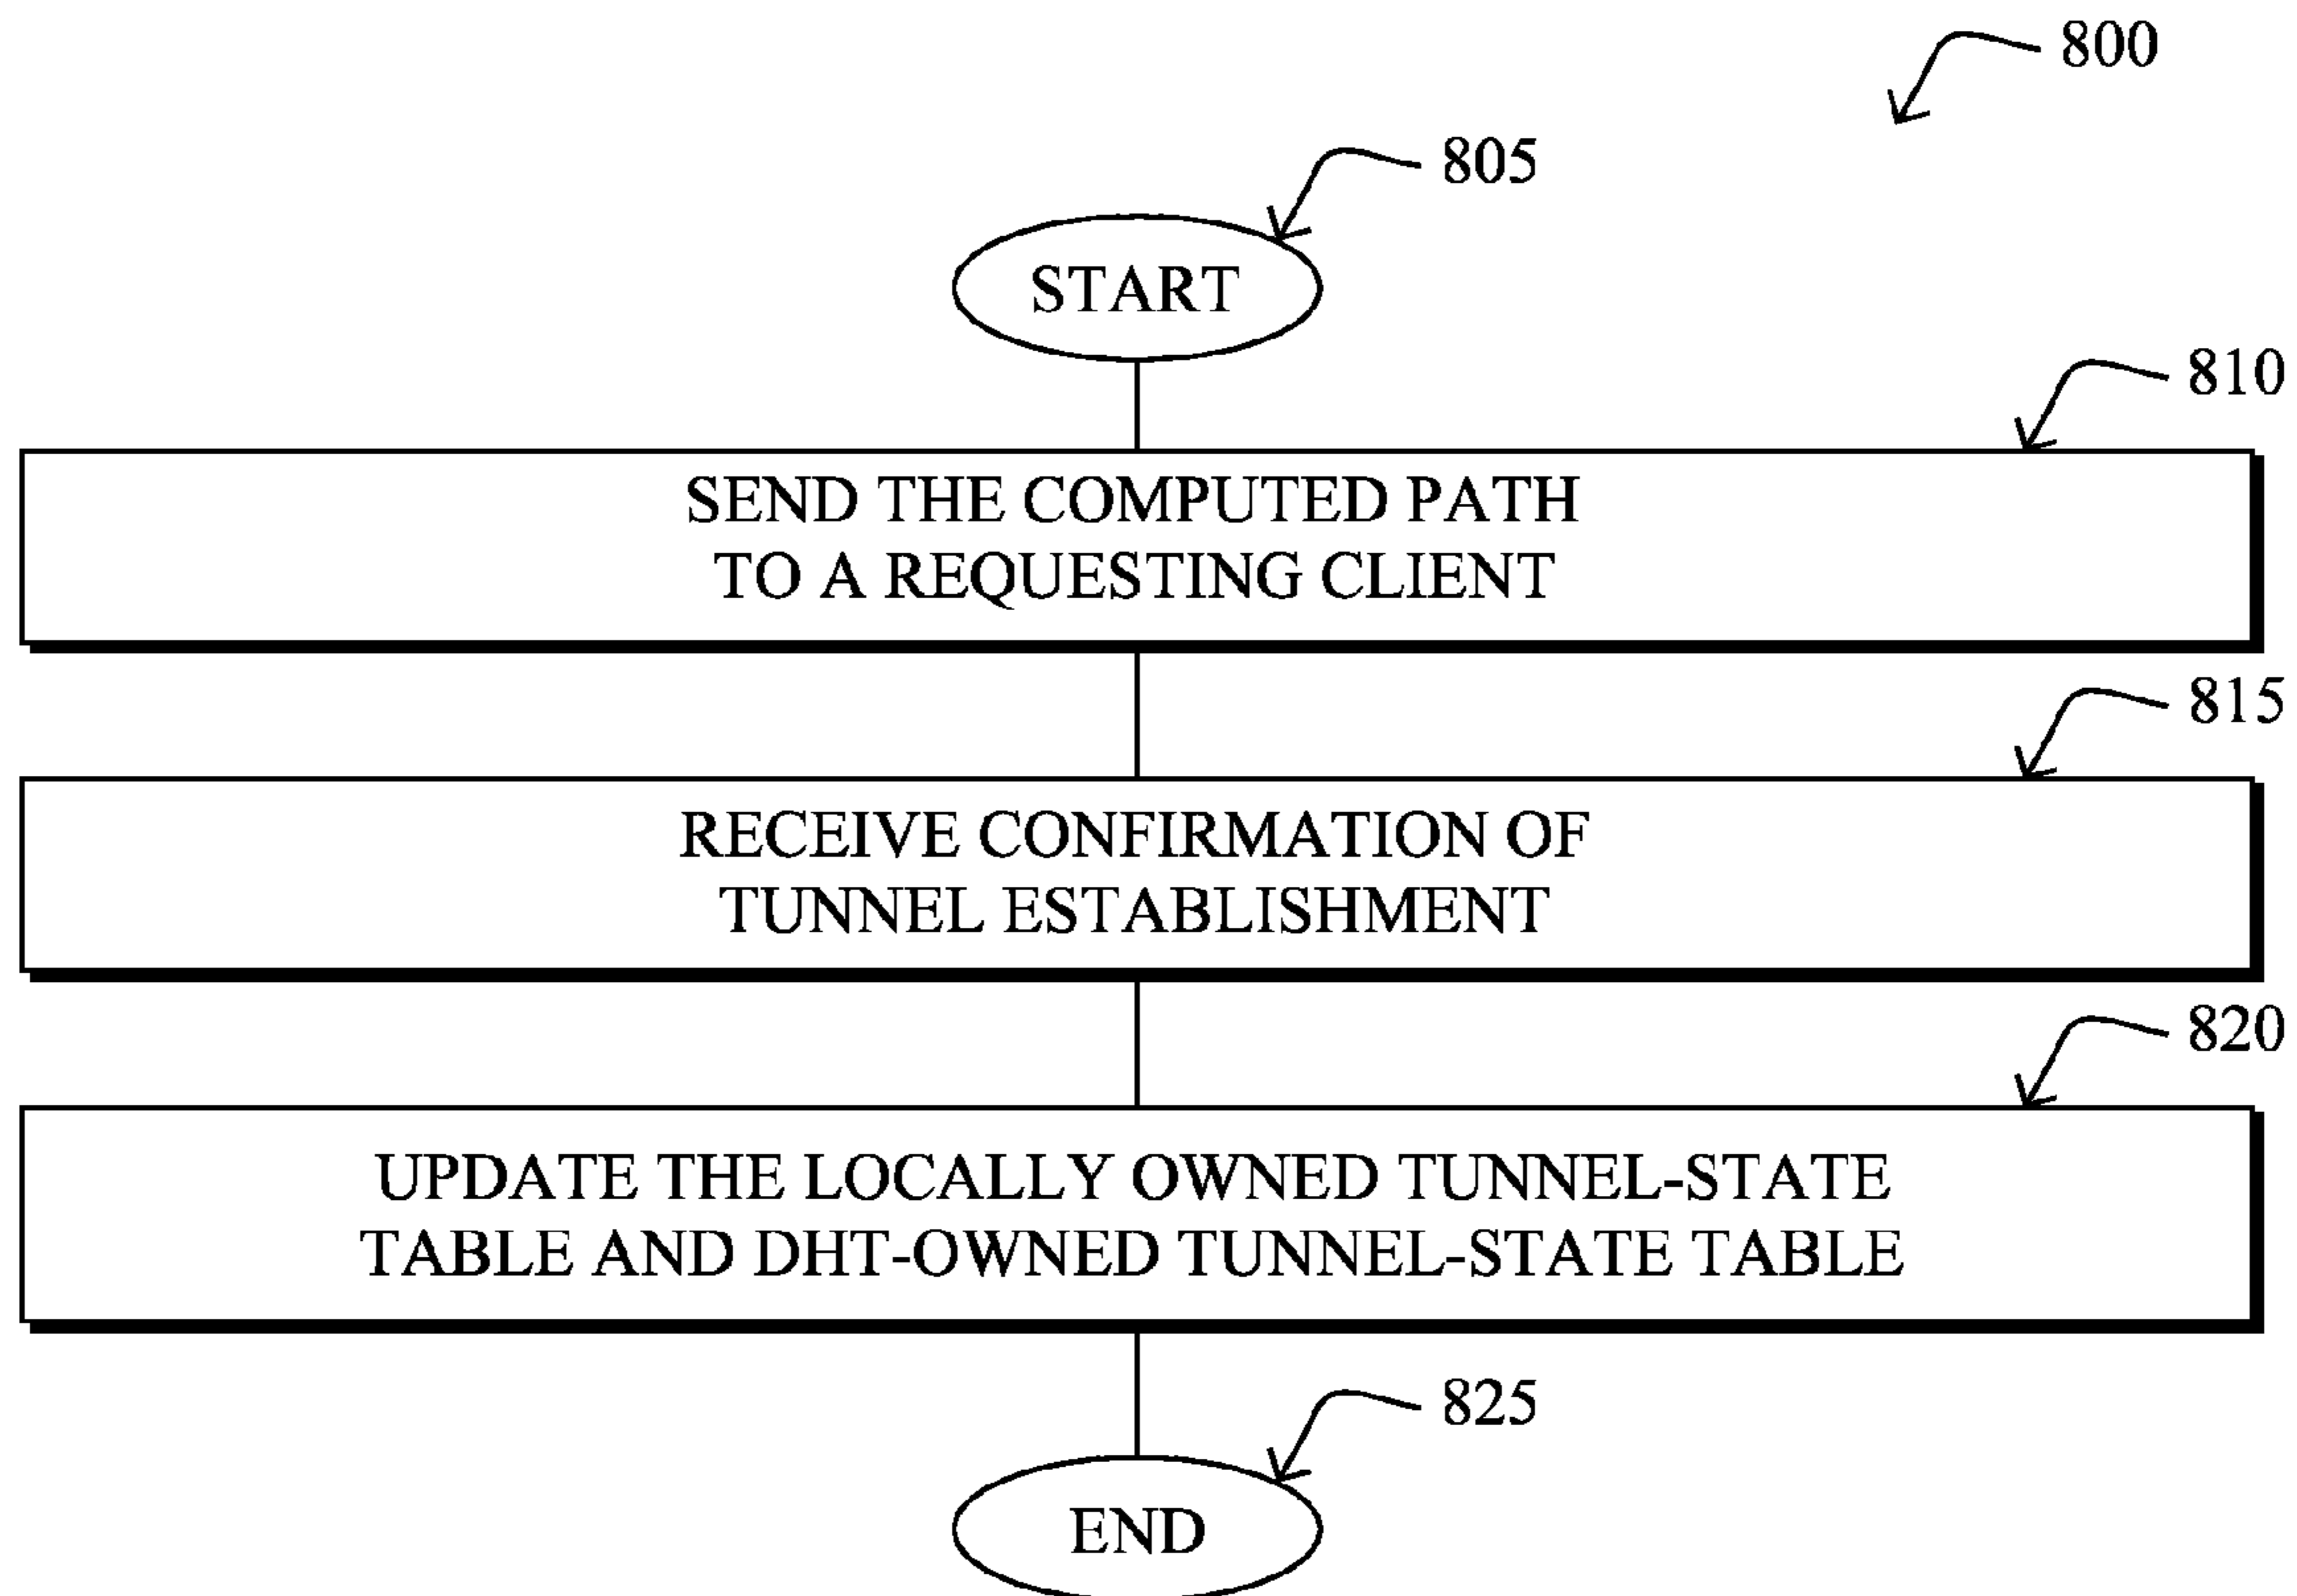 800
805
START
810
SEND THE COMPUTED PATH
TO A REQUESTING CLIENT
815
RECEIVE CONFIRMATION OF
TUNNEL ESTABLISHMENT
820
UPDATE THE LOCALLY OWNED TUNNEL-STATE
TABLE AND DHT-OWNED TUNNEL-STATE TABLE
825
END